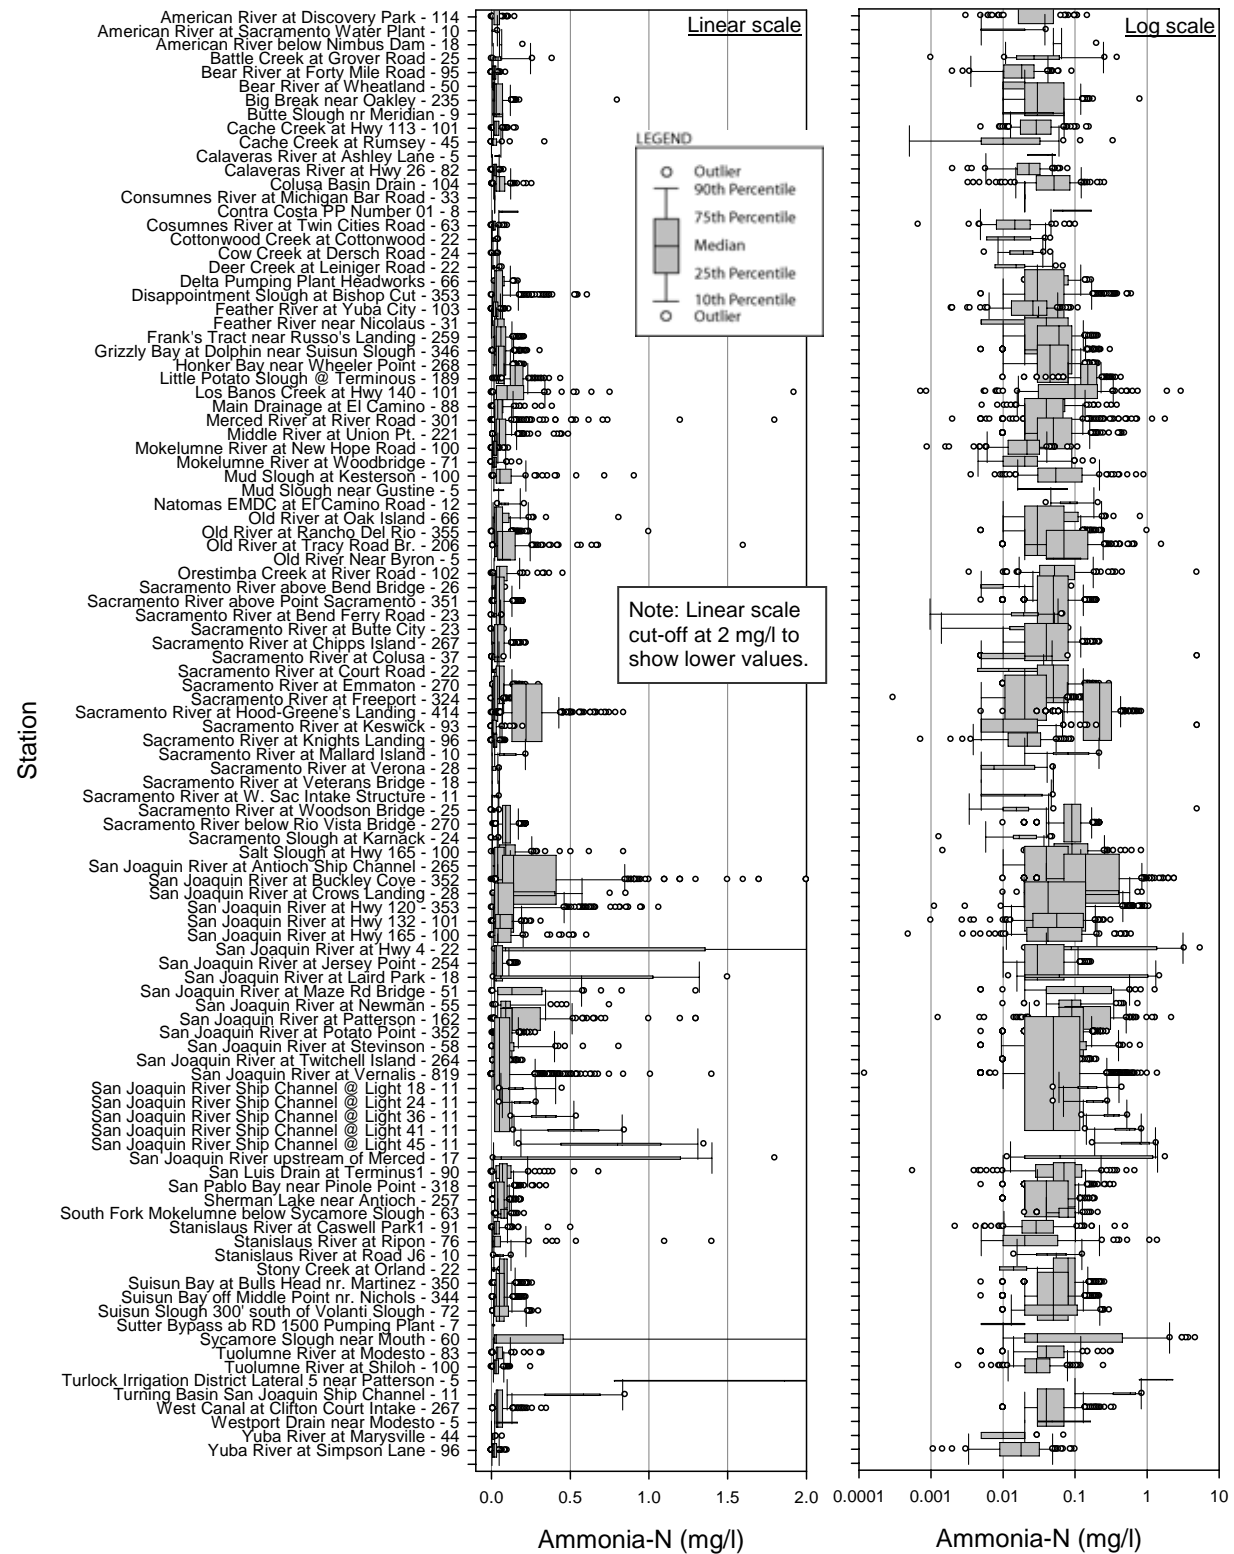 Linear scale
Log scale
American River at Discovery Park - 114
American River at Sacramento Water Plant - 10
American River below Nimbus Dam - 18
Battle Creek at Grover Road - 25
Bear River at Forty Mile Road - 95
Bear River at Wheatland - 50
Big Break near Oakley - 235
Butte Slough nr Meridian - 9
Cache Creek at Hwy 113 - 101
Cache Creek at Rumsey - 45
Calaveras River at Ashley Lane - 5
Calaveras River at Hwy 26 - 82
Colusa Basin Drain - 104
Consumnes River at Michigan Bar Road - 33
Contra Costa PP Number 01 - 8
Cosumnes River at Twin Cities Road - 63
Cottonwood Creek at Cottonwood - 22
Cow Creek at Dersch Road - 24
Deer Creek at Leiniger Road - 22
Delta Pumping Plant Headworks - 66
Disappointment Slough at Bishop Cut - 353
Feather River at Yuba City - 103
Feather River near Nicolaus - 31
Frank's Tract near Russo's Landing - 259
Grizzly Bay at Dolphin near Suisun Slough - 346
Honker Bay near Wheeler Point - 268
Little Potato Slough @ Terminous - 189
Los Banos Creek at Hwy 140 - 101
Main Drainage at El Camino - 88
Merced River at River Road - 301
Middle River at Union Pt. - 221
Mokelumne River at New Hope Road - 100
Mokelumne River at Woodbridge - 71
Mud Slough at Kesterson - 100
Mud Slough near Gustine - 5
Natomas EMDC at El Camino Road - 12
Old River at Oak Island - 66
Old River at Rancho Del Rio - 355
Old River at Tracy Road Br. - 206
Old River Near Byron - 5
Orestimba Creek at River Road - 102
Sacramento River above Bend Bridge - 26
Sacramento River above Point Sacramento - 351
Sacramento River at Bend Ferry Road - 23
Sacramento River at Butte City - 23
Sacramento River at Chipps Island - 267
Sacramento River at Colusa - 37
Sacramento River at Court Road - 22
Sacramento River at Emmaton - 270
Sacramento River at Freeport - 324
Sacramento River at Hood-Greene's Landing - 414
Sacramento River at Keswick - 93
Sacramento River at Knights Landing - 96
Sacramento River at Mallard Island - 10
Sacramento River at Verona - 28
Sacramento River at Veterans Bridge - 18
Sacramento River at W. Sac Intake Structure - 11
Sacramento River at Woodson Bridge - 25
Sacramento River below Rio Vista Bridge - 270
Sacramento Slough at Karnack - 24
Salt Slough at Hwy 165 - 100
San Joaquin River at Antioch Ship Channel - 265
San Joaquin River at Buckley Cove - 352
San Joaquin River at Crows Landing - 28
San Joaquin River at Hwy 120 - 353
San Joaquin River at Hwy 132 - 101
San Joaquin River at Hwy 165 - 100
San Joaquin River at Hwy 4 - 22
San Joaquin River at Jersey Point - 254
San Joaquin River at Laird Park - 18
San Joaquin River at Maze Rd Bridge - 51
San Joaquin River at Newman - 55
San Joaquin River at Patterson - 162
San Joaquin River at Potato Point - 352
San Joaquin River at Stevinson - 58
San Joaquin River at Twitchell Island - 264
San Joaquin River at Vernalis - 819
San Joaquin River Ship Channel @ Light 18 - 11
San Joaquin River Ship Channel @ Light 24 - 11
San Joaquin River Ship Channel @ Light 36 - 11
San Joaquin River Ship Channel @ Light 41 - 11
San Joaquin River Ship Channel @ Light 45 - 11
San Joaquin River upstream of Merced - 17
San Luis Drain at Terminus1 - 90
San Pablo Bay near Pinole Point - 318
Sherman Lake near Antioch - 257
South Fork Mokelumne below Sycamore Slough - 63
Stanislaus River at Caswell Park1 - 91
Stanislaus River at Ripon - 76
Stanislaus River at Road J6 - 10
Stony Creek at Orland - 22
Suisun Bay at Bulls Head nr. Martinez - 350
Suisun Bay off Middle Point nr. Nichols - 344
Suisun Slough 300' south of Volanti Slough - 72
Sutter Bypass ab RD 1500 Pumping Plant - 7
Sycamore Slough near Mouth - 60
Tuolumne River at Modesto - 83
Tuolumne River at Shiloh - 100
Turlock Irrigation District Lateral 5 near Patterson - 5
Turning Basin San Joaquin Ship Channel - 11
West Canal at Clifton Court Intake - 267
Westport Drain near Modesto - 5
Yuba River at Marysville - 44
Yuba River at Simpson Lane - 96
Station
LEGEND
Outlier
90th Percentile
75th Percentile
Median
25th Percentile
10th Percentile
Outlier
Note: Linear scale
cut-off at 2 mg/l to
show lower values.
0.0 0.5 1.0 1.5 2.0
0.0001 0.001 0.01 0.1 1 10
Ammonia-N (mg/l)
Ammonia-N (mg/l)